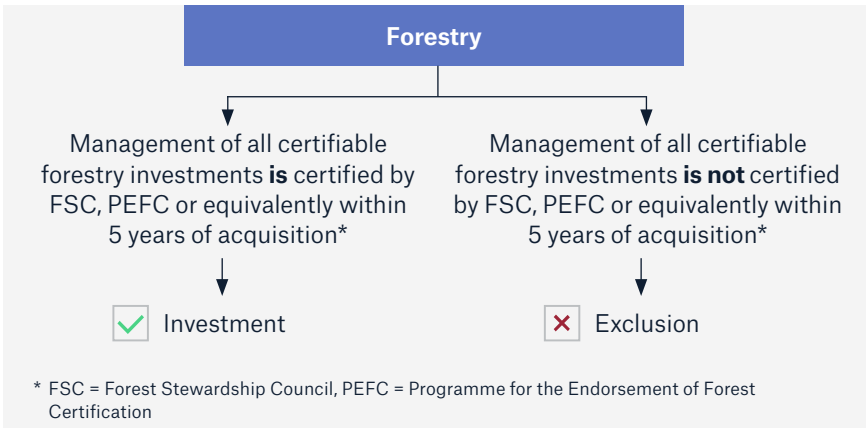 Forestry
Management of all certifiable
forestry investments is certified by
FSC, PEFC or equivalently within
5 years of acquisition*
Investment
Management of all certifiable
forestry investments is not certified
by FSC, PEFC or equivalently within
5 years of acquisition*
Exclusion
* FSC = Forest Stewardship Council, PEFC = Programme for the Endorsement of Forest
Certification